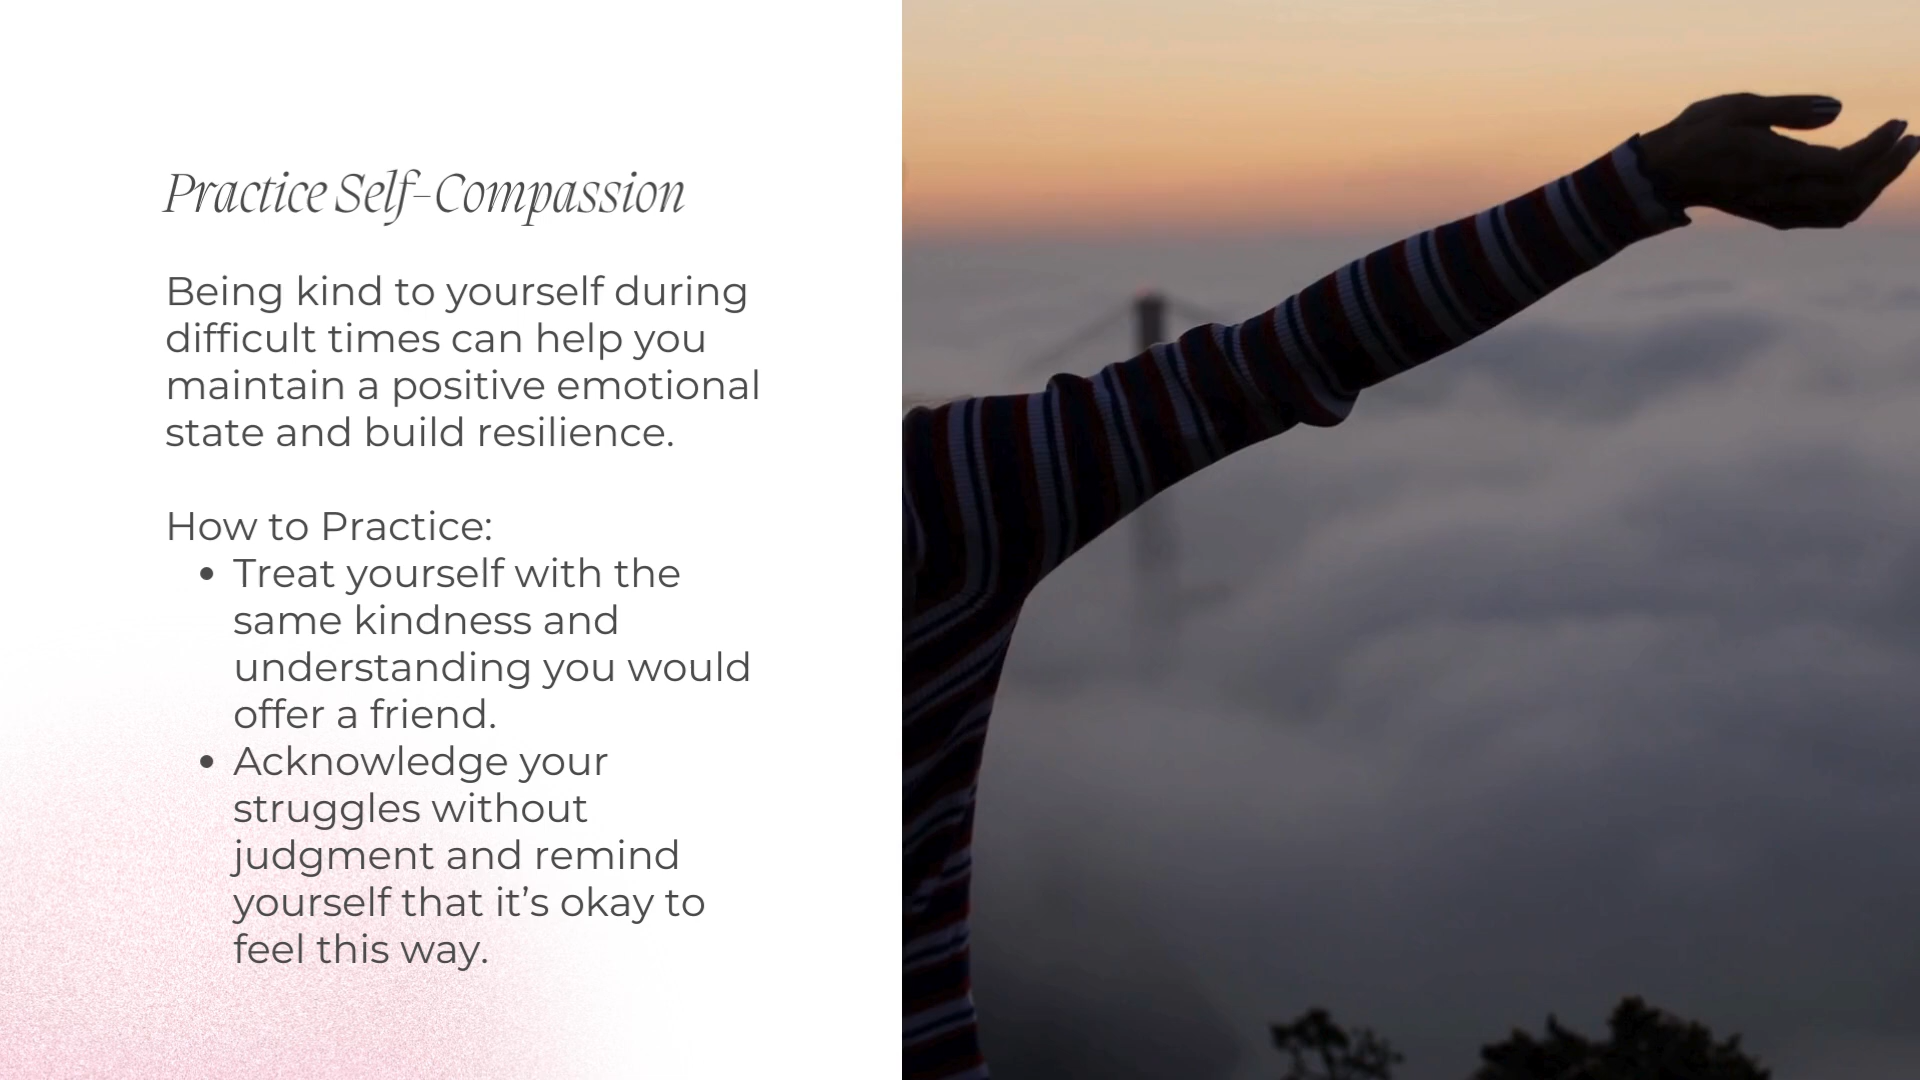 Practice Self-Compassion
Being kind to yourself during
difficult times can help you
maintain a positive emotional
state and build resilience.
How to Practice:
• Treat yourself with the
same kindness and
understanding you would
offer a friend.
• Acknowledge your
struggles without
judgment and remind
yourself that it’s okay to
feel this way.